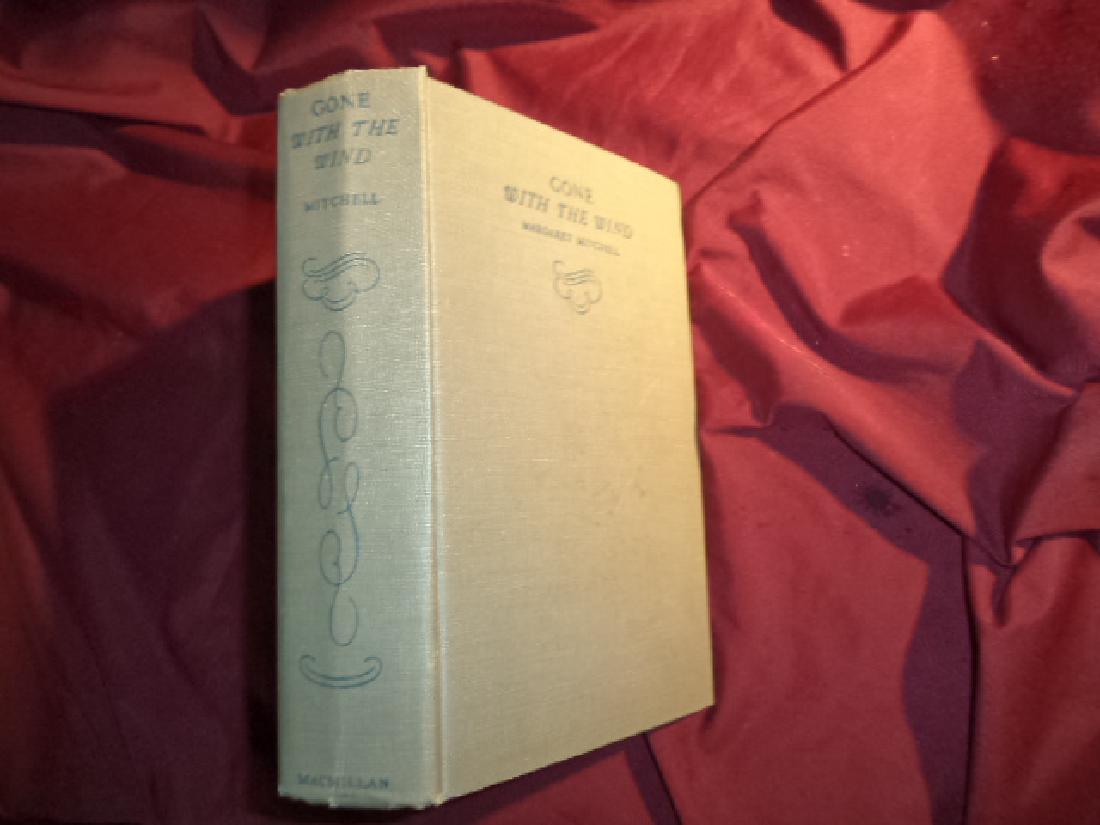 GONE
WITH THE
WIND
MITCHELL
MACMILLAN
GONE
WITH THE WIND
MARGARET MITCHELL